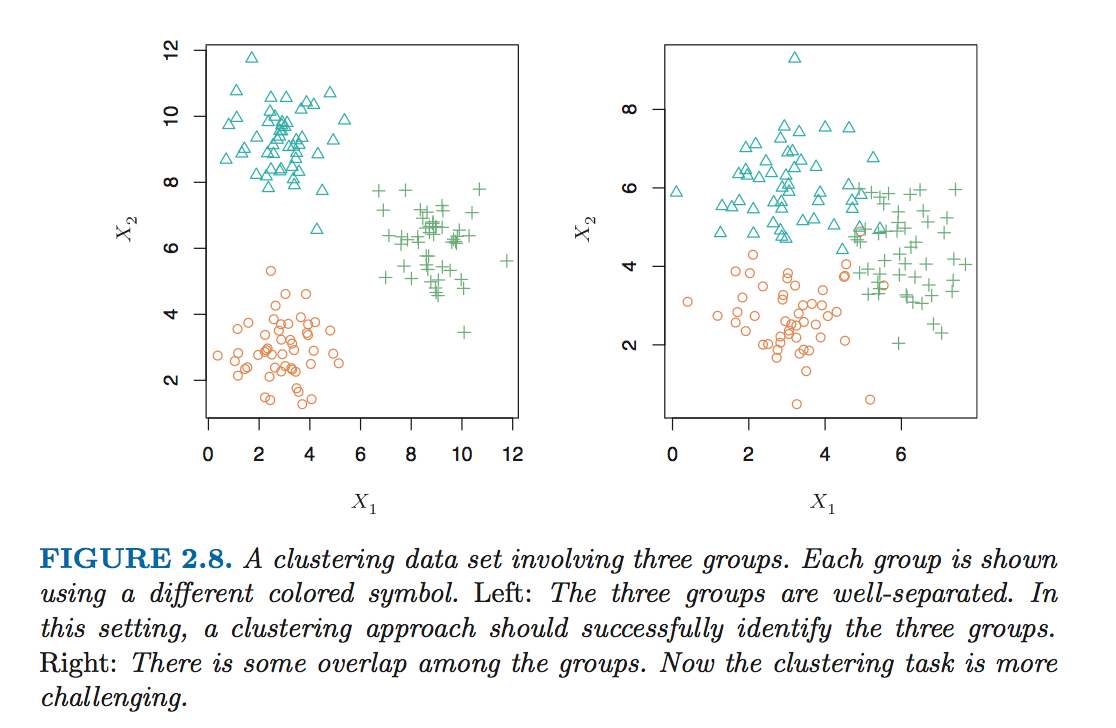 12
10
8
6
4
2
X2
0 2 4 6 8 10 12
X1
8
6
4
2
X2
0 2 4 6
X1
FIGURE 2.8. A clustering data set involving three groups. Each group is shown
using a different colored symbol. Left: The three groups are well-separated. In
this setting, a clustering approach should successfully identify the three groups.
Right: There is some overlap among the groups. Now the clustering task is more
challenging.